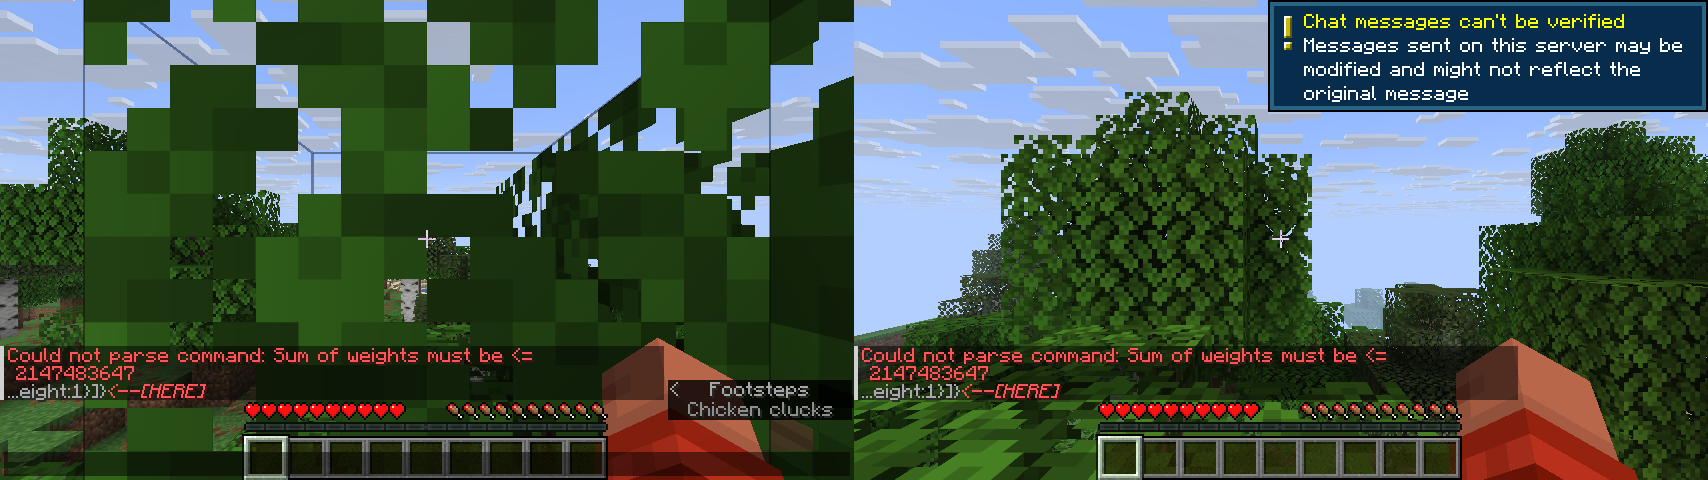 Could not parse command: Sum of weights must be <=
2147483647
...eight:1}]}<--[HERE]
< Footsteps
Chicken clucks
Chat messages can't be verified
Messages sent on this server may be
modified and might not reflect the
original message
Could not parse command: Sum of weights must be <=
2147483647
...eight:1}]}<--[HERE]